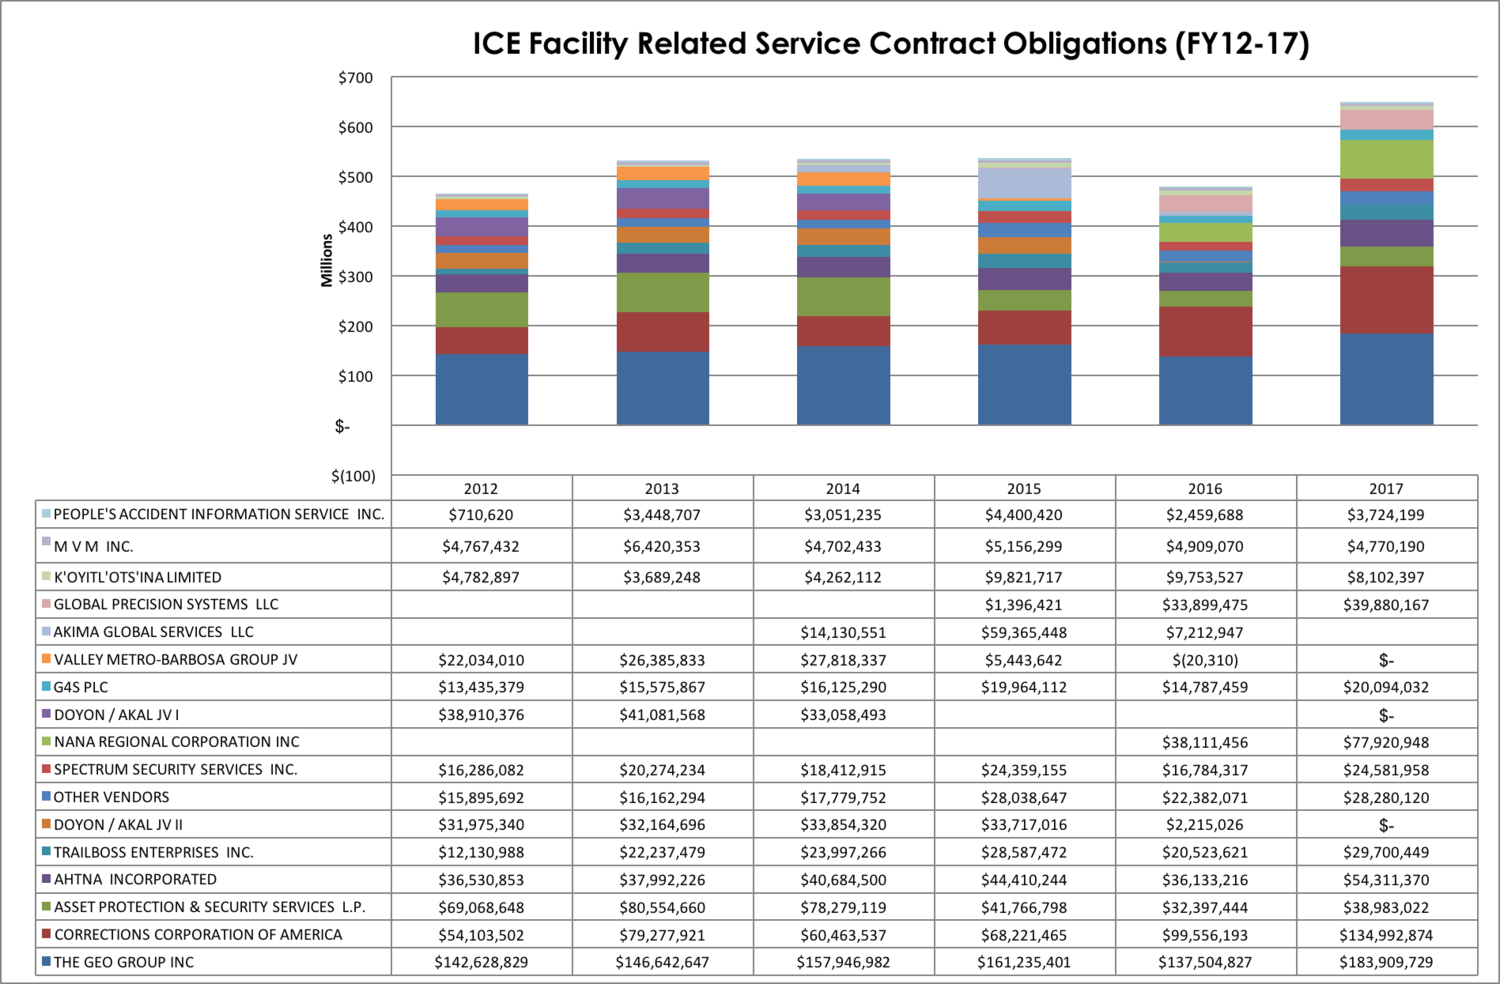 ICE Facility Related Service Contract Obligations (FY12-17)
$700
$600
$500
$400
$300
$200
$100
$-
$(100)
Millions
2012 2013 2014 2015 2016 2017
PEOPLE'S ACCIDENT INFORMATION SERVICE INC. $710,620 $3,448,707 $3,051,235 $4,400,420 $2,459,688 $3,724,199
M V M INC. $4,767,432 $6,420,353 $4,702,433 $5,156,299 $4,909,070 $4,770,190
K'OYITL'OTS'INA LIMITED $4,782,897 $3,689,248 $4,262,112 $9,821,717 $9,753,527 $8,102,397
GLOBAL PRECISION SYSTEMS LLC $1,396,421 $33,899,475 $39,880,167
AKIMA GLOBAL SERVICES LLC $14,130,551 $59,365,448 $7,212,947
VALLEY METRO-BARBOSA GROUP JV $22,034,010 $26,385,833 $27,818,337 $5,443,642 $(20,310) $-
G4S PLC $13,435,379 $15,575,867 $16,125,290 $19,964,112 $14,787,459 $20,094,032
DOYON / AKAL JV I $38,910,376 $41,081,568 $33,058,493 $-
NANA REGIONAL CORPORATION INC $38,111,456 $77,920,948
SPECTRUM SECURITY SERVICES INC. $16,286,082 $20,274,234 $18,412,915 $24,359,155 $16,784,317 $24,581,958
OTHER VENDORS $15,895,692 $16,162,294 $17,779,752 $28,038,647 $22,382,071 $28,280,120
DOYON / AKAL JV II $31,975,340 $32,164,696 $33,854,320 $33,717,016 $2,215,026 $-
TRAILBOSS ENTERPRISES INC. $12,130,988 $22,237,479 $23,997,266 $28,587,472 $20,523,621 $29,700,449
AHTNA INCORPORATED $36,530,853 $37,992,226 $40,684,500 $44,410,244 $36,133,216 $54,311,370
ASSET PROTECTION & SECURITY SERVICES L.P. $69,068,648 $80,554,660 $78,279,119 $41,766,798 $32,397,444 $38,983,022
CORRECTIONS CORPORATION OF AMERICA $54,103,502 $79,277,921 $60,463,537 $68,221,465 $99,556,193 $134,992,874
THE GEO GROUP INC $142,628,829 $146,642,647 $157,946,982 $161,235,401 $137,504,827 $183,909,729